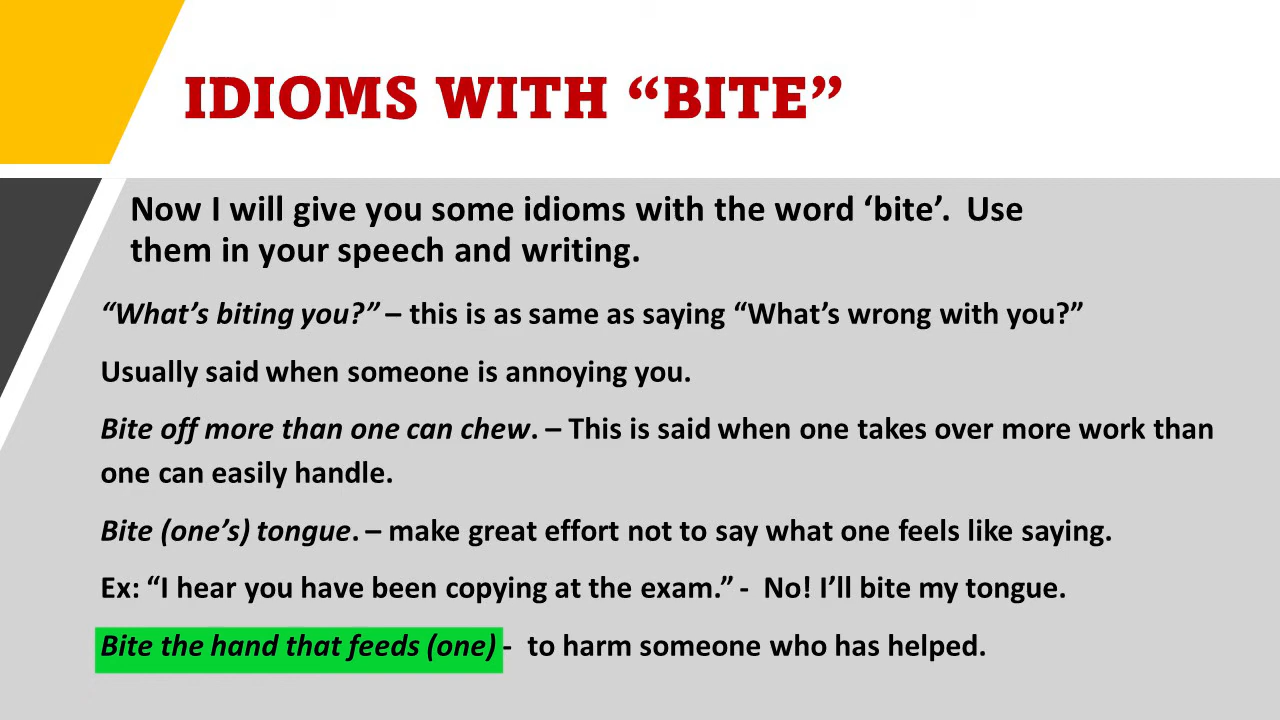 IDIOMS WITH “BITE”
Now I will give you some idioms with the word ‘bite’.  Use
them in your speech and writing.
“What’s biting you?” – this is as same as saying “What’s wrong with you?”
Usually said when someone is annoying you.
Bite off more than one can chew. – This is said when one takes over more work than
one can easily handle.
Bite (one’s) tongue. – make great effort not to say what one feels like saying.
Ex: “I hear you have been copying at the exam.” -  No! I’ll bite my tongue.
Bite the hand that feeds (one) -  to harm someone who has helped.